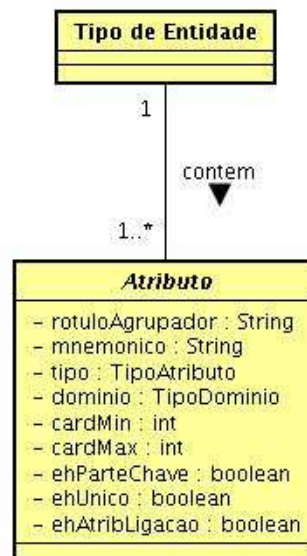 Tipo de Entidade
1
contem
1..*
Atributo
- rotuloAgrupador : String
- mnemonico : String
- tipo : TipoAtributo
- dominio : TipoDominio
- cardMin : int
- cardMax : int
- ehParteChave : boolean
- ehUnico : boolean
- ehAtribLigacao : boolean